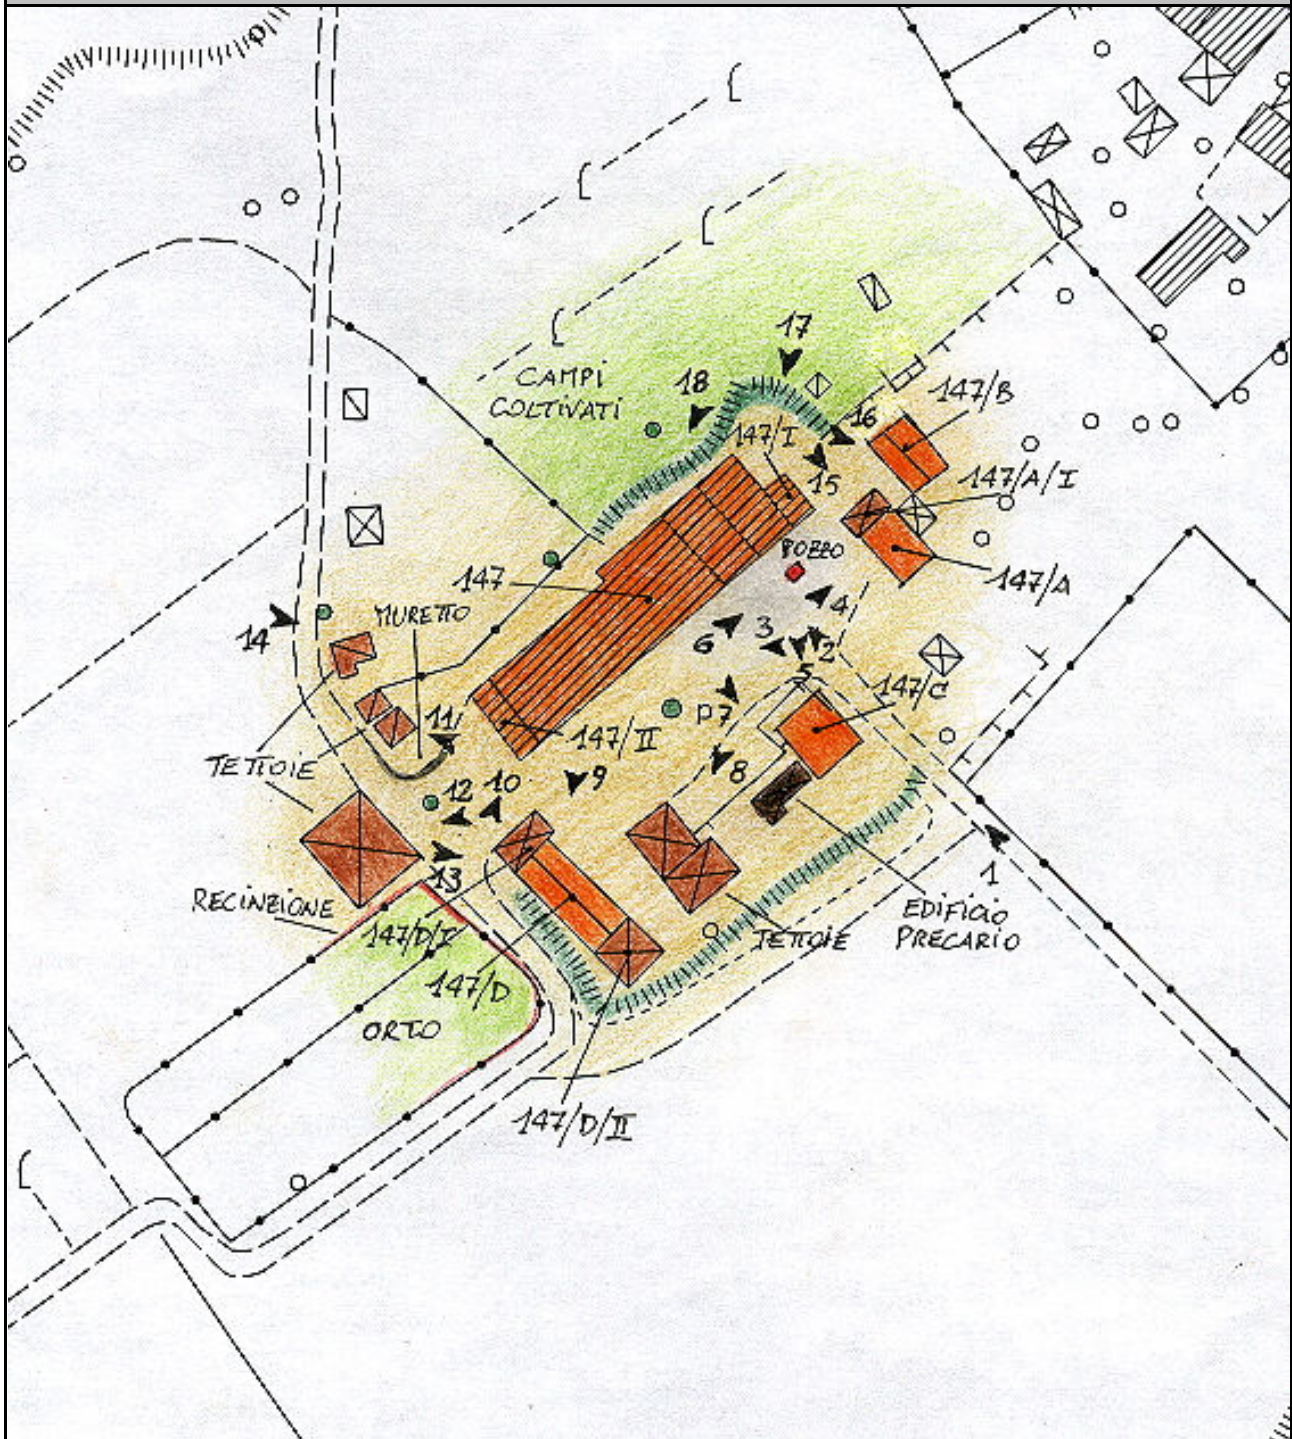 17
CAMPI
COLTIVATI
18
147/B
16
147/I
15
147/A/I
POZZO
147
147/A
MURETTO
4
14
6
3
2
5
147/C
P7
11
147/II
TETTOIE
8
9
10
12
1
13
RECINZIONE
EDIFICIO
PRECARIO
147/D/I
TETTOIE
147/D
ORTO
147/D/II